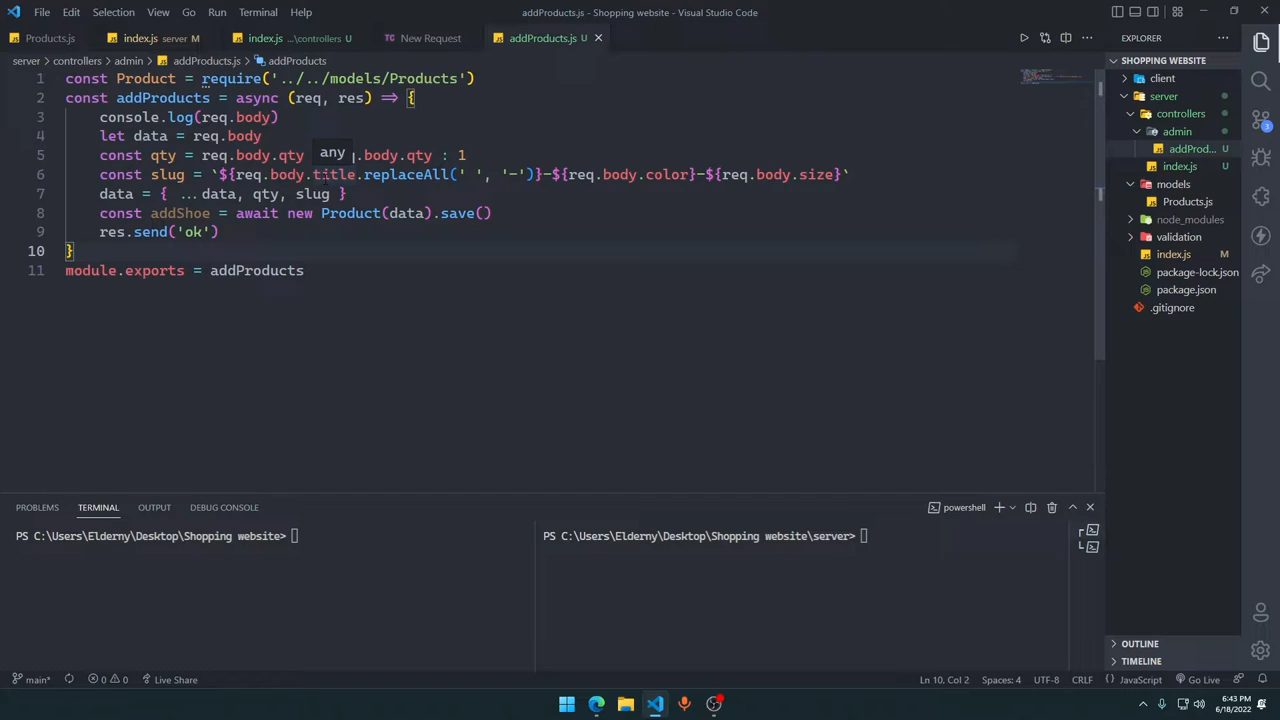 File Edit Selection View Go Run Terminal Help addProducts.js - Shopping website - Visual Studio Code
Products.js index.js server M index.js ...\controllers U New Request addProducts.js U
EXPLORER
server > controllers > admin > addProducts.js > addProducts
SHOPPING WEBSITE
1 const Product = require('../../models/Products')
2 const addProducts = async (req, res) => {
3 console.log(req.body)
4 let data = req.body
5 const qty = req.body.qty .body.qty : 1
any
6 const slug = `${req.body.title.replaceAll(' ', '-')}-${req.body.color}-${req.body.size}`
7 data = { ...data, qty, slug }
8 const addShoe = await new Product(data).save()
9 res.send('ok')
10 }
11 module.exports = addProducts
client
server
controllers
admin
addProd... U
index.js U
models
Products.js U
node_modules
validation
index.js M
package-lock.json
package.json
.gitignore
3
PROBLEMS TERMINAL OUTPUT DEBUG CONSOLE powershell
PS C:\Users\Elderny\Desktop\Shopping website> PS C:\Users\Elderny\Desktop\Shopping website\server>
OUTLINE
TIMELINE
main* 0 0 Live Share Ln 10, Col 2 Spaces: 4 UTF-8 CRLF JavaScript Go Live
6:43 PM
6/18/2022